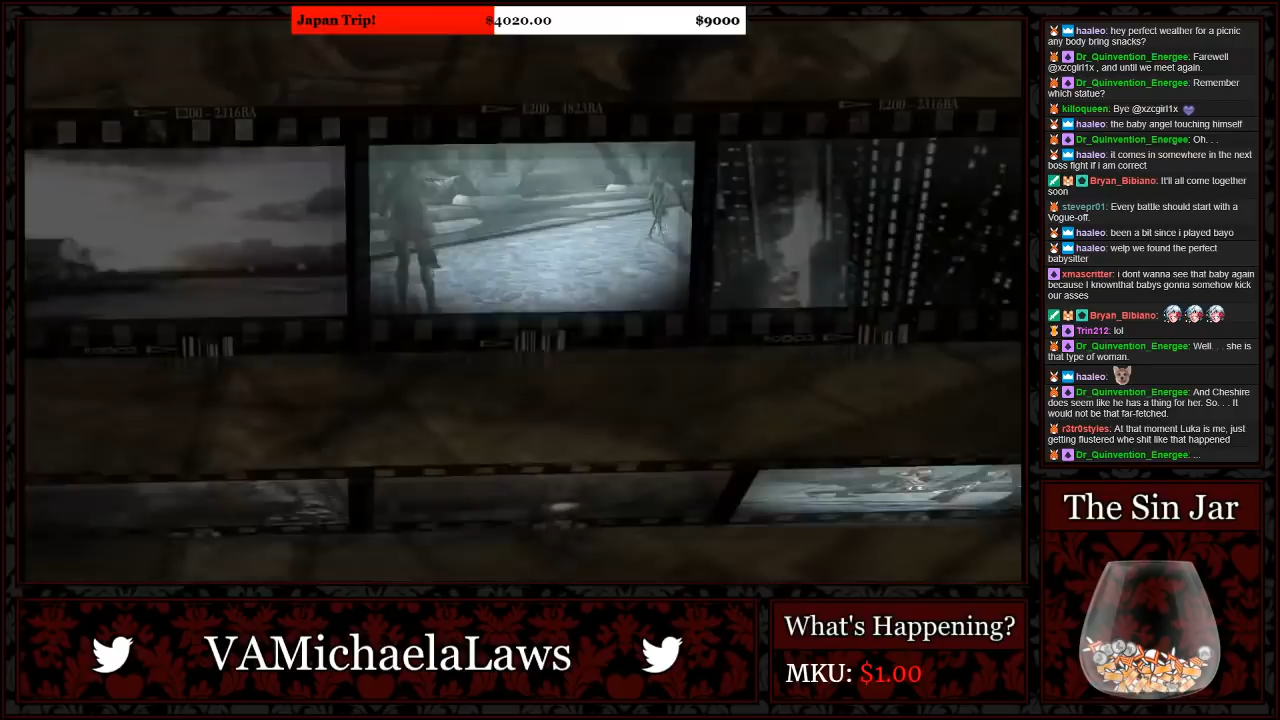 Japan Trip!
$4020.00
$9000
E200 - 2316BA
E200 - 4823BA
E200 - 2316BA
haaleo: hey perfect weather for a picnic
any body bring snacks?
Dr_Quinvention_Energee: Farewell
@xzcgirl1x , and until we meet again.
Dr_Quinvention_Energee: Remember
which statue?
killoqueen: Bye @xzcgirl1x
haaleo: the baby angel touching himself
Dr_Quinvention_Energee: Oh. . .
haaleo: it comes in somewhere in the next
boss fight if i am correct
Bryan_Bibiano: It'll all come together
soon
stevepr01: Every battle should start with a
Vogue-off.
haaleo: been a bit since i played bayo
haaleo: welp we found the perfect
babysitter
xmascritter: i dont wanna see that baby again
because I knownthat babys gonna somehow kick
our asses
Bryan_Bibiano:
Trin212: lol
Dr_Quinvention_Energee: Well. . . she is
that type of woman.
haaleo:
Dr_Quinvention_Energee: And Cheshire
does seem like he has a thing for her. So. . . It
would not be that far-fetched.
r3tr0styles: At that moment Luka is me, just
getting flustered whe shit like that happened
Dr_Quinvention_Energee: ...
The Sin Jar
VAMichaelaLaws
What's Happening?
MKU: $1.00